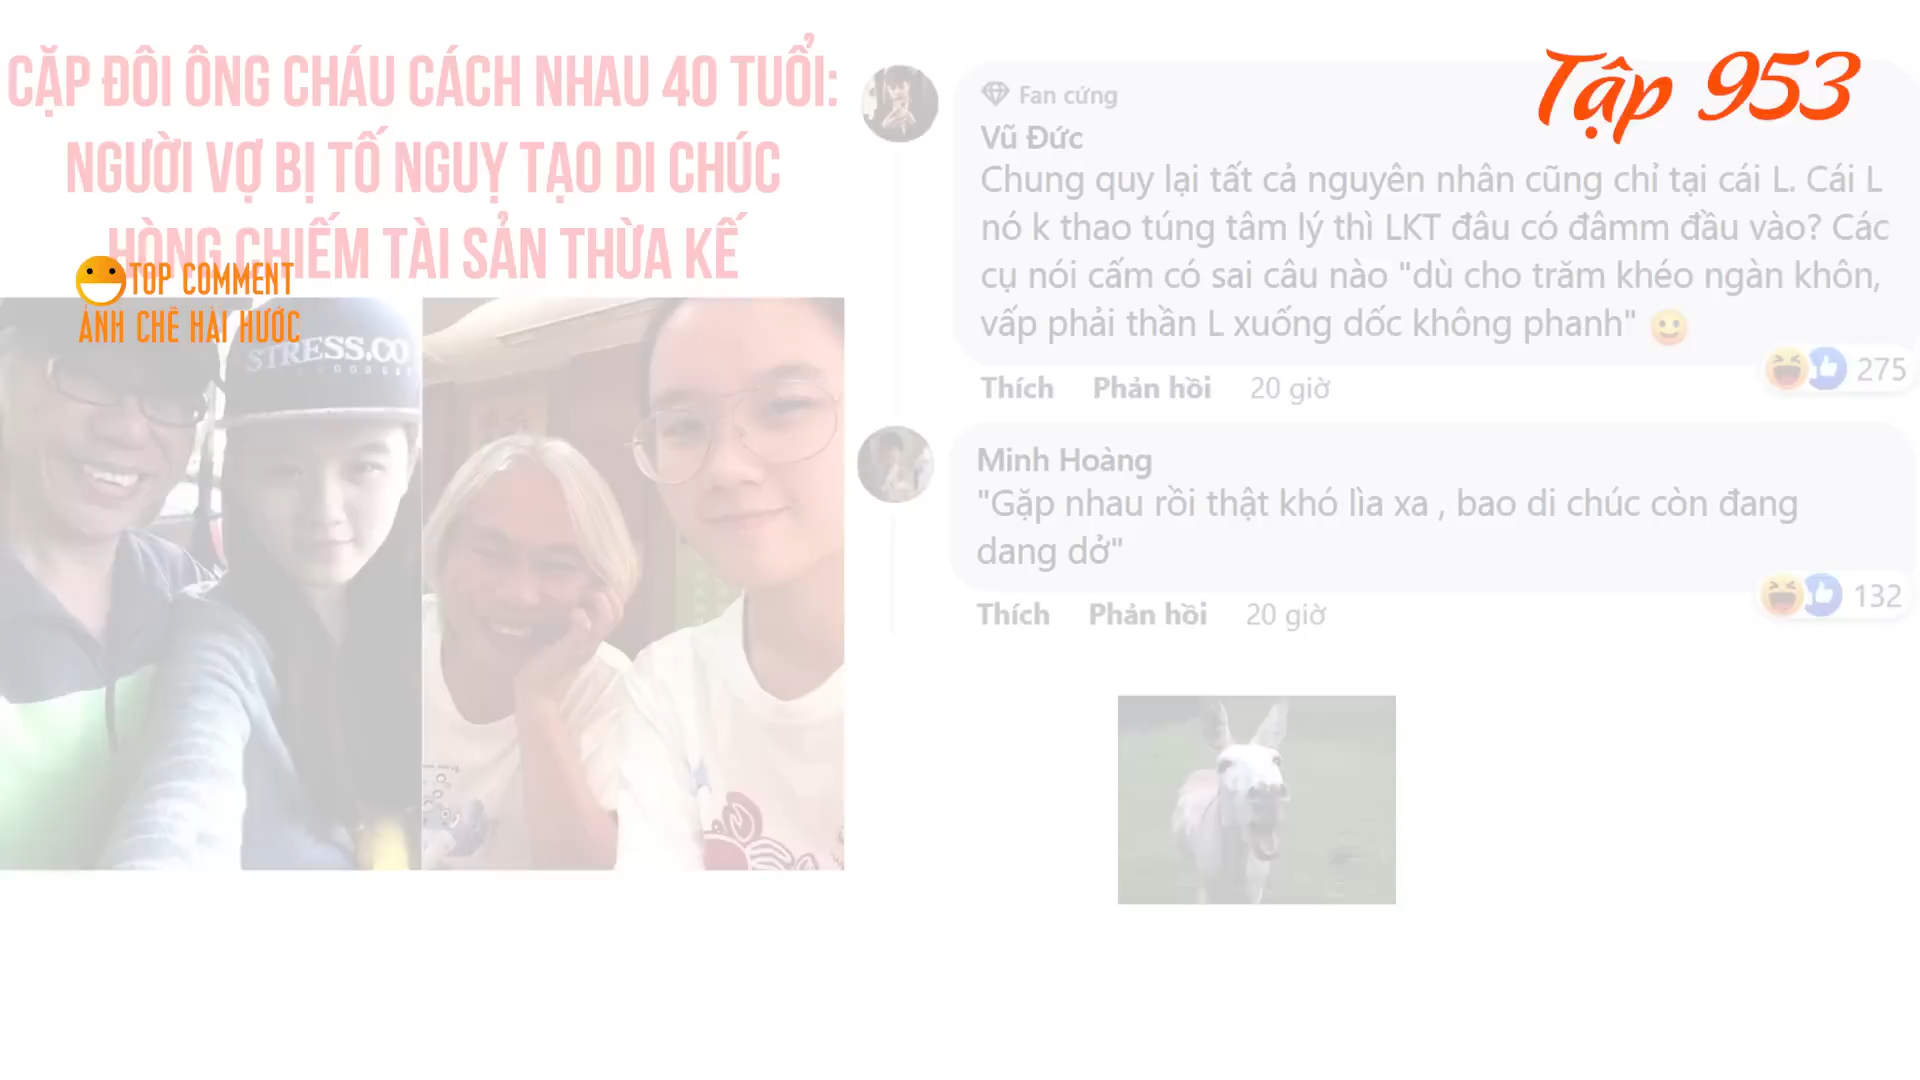 CẶP ĐÔI ÔNG CHÁU CÁCH NHAU 40 TUỔI:
NGƯỜI VỢ BỊ TỐ NGUỴ TẠO DI CHÚC
HÒNG CHIẾM TÀI SẢN THỪA KẾ
TOP COMMENT
ẢNH CHẾ HÀI HƯỚC
STRESS.CO
Tập 953
Fan cứng
Vũ Đức
Chung quy lại tất cả nguyên nhân cũng chỉ tại cái L. Cái L
nó k thao túng tâm lý thì LKT đâu có đâmm đầu vào? Các
cụ nói cấm có sai câu nào "dù cho trăm khéo ngàn khôn,
vấp phải thần L xuống dốc không phanh"
275
Thích Phản hồi 20 giờ
Minh Hoàng
"Gặp nhau rồi thật khó lìa xa , bao di chúc còn đang
dang dở"
132
Thích Phản hồi 20 giờ